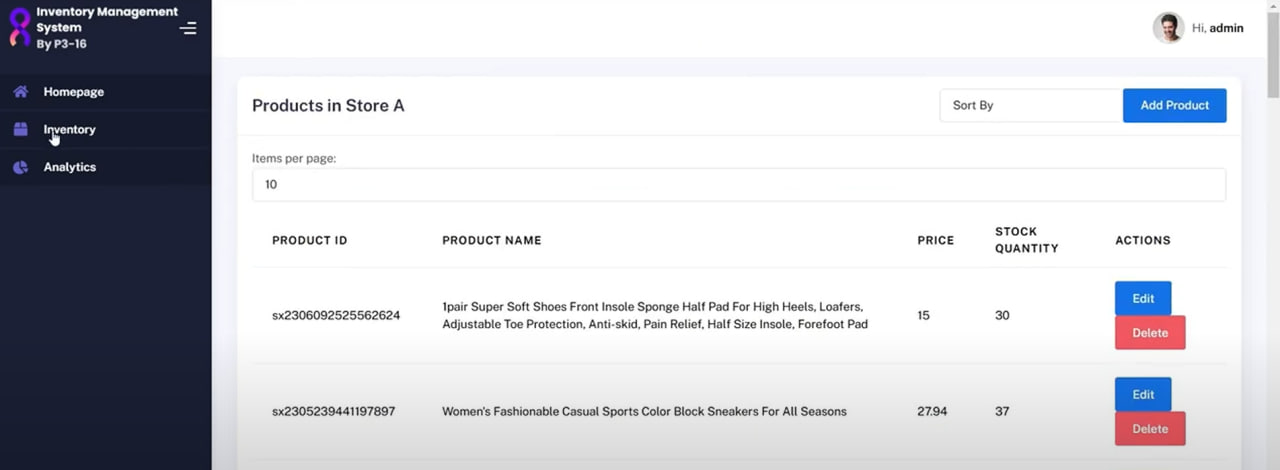 Inventory Management
System
By P3-16
Hi, admin
Homepage
Inventory
Analytics
Products in Store A
Sort By
Add Product
Items per page:
10
PRODUCT ID PRODUCT NAME PRICE STOCK QUANTITY ACTIONS
sx2306092525562624
1pair Super Soft Shoes Front Insole Sponge Half Pad For High Heels, Loafers,
Adjustable Toe Protection, Anti-skid, Pain Relief, Half Size Insole, Forefoot Pad
15
30
Edit
Delete
sx2305239441197897
Women's Fashionable Casual Sports Color Block Sneakers For All Seasons
27.94
37
Edit
Delete